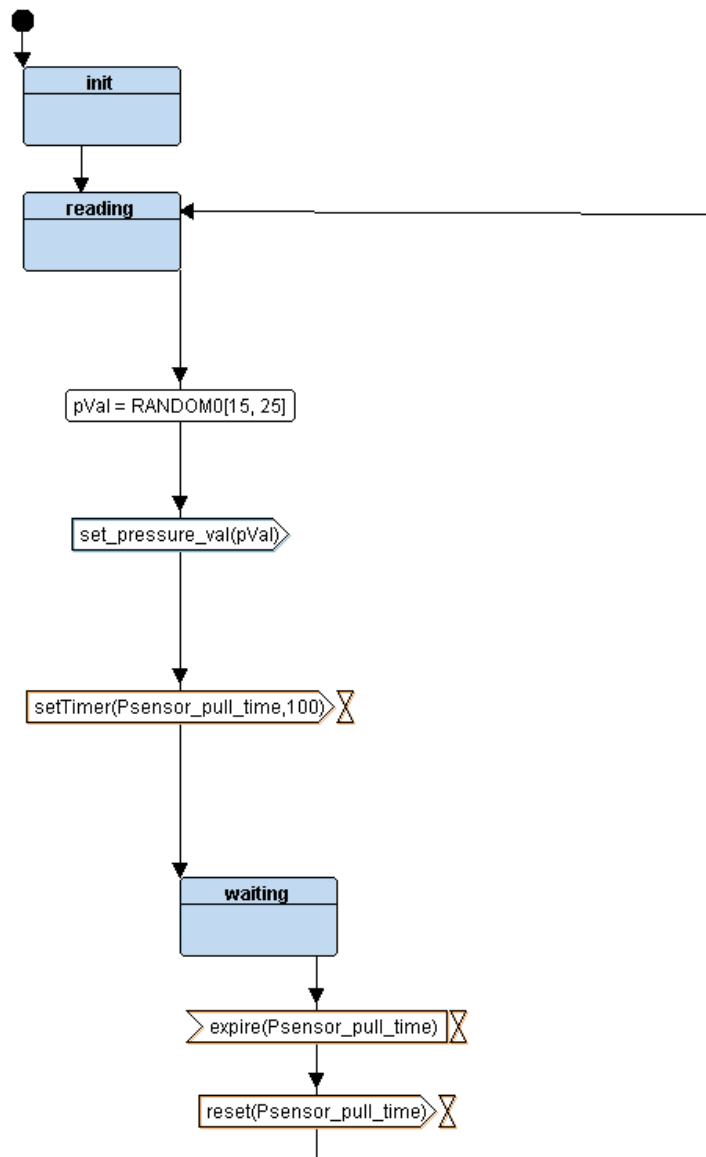 init
reading
pVal = RANDOM0[15, 25]
set_pressure_val(pVal)
setTimer(Psensor_pull_time,100)
waiting
expire(Psensor_pull_time)
reset(Psensor_pull_time)